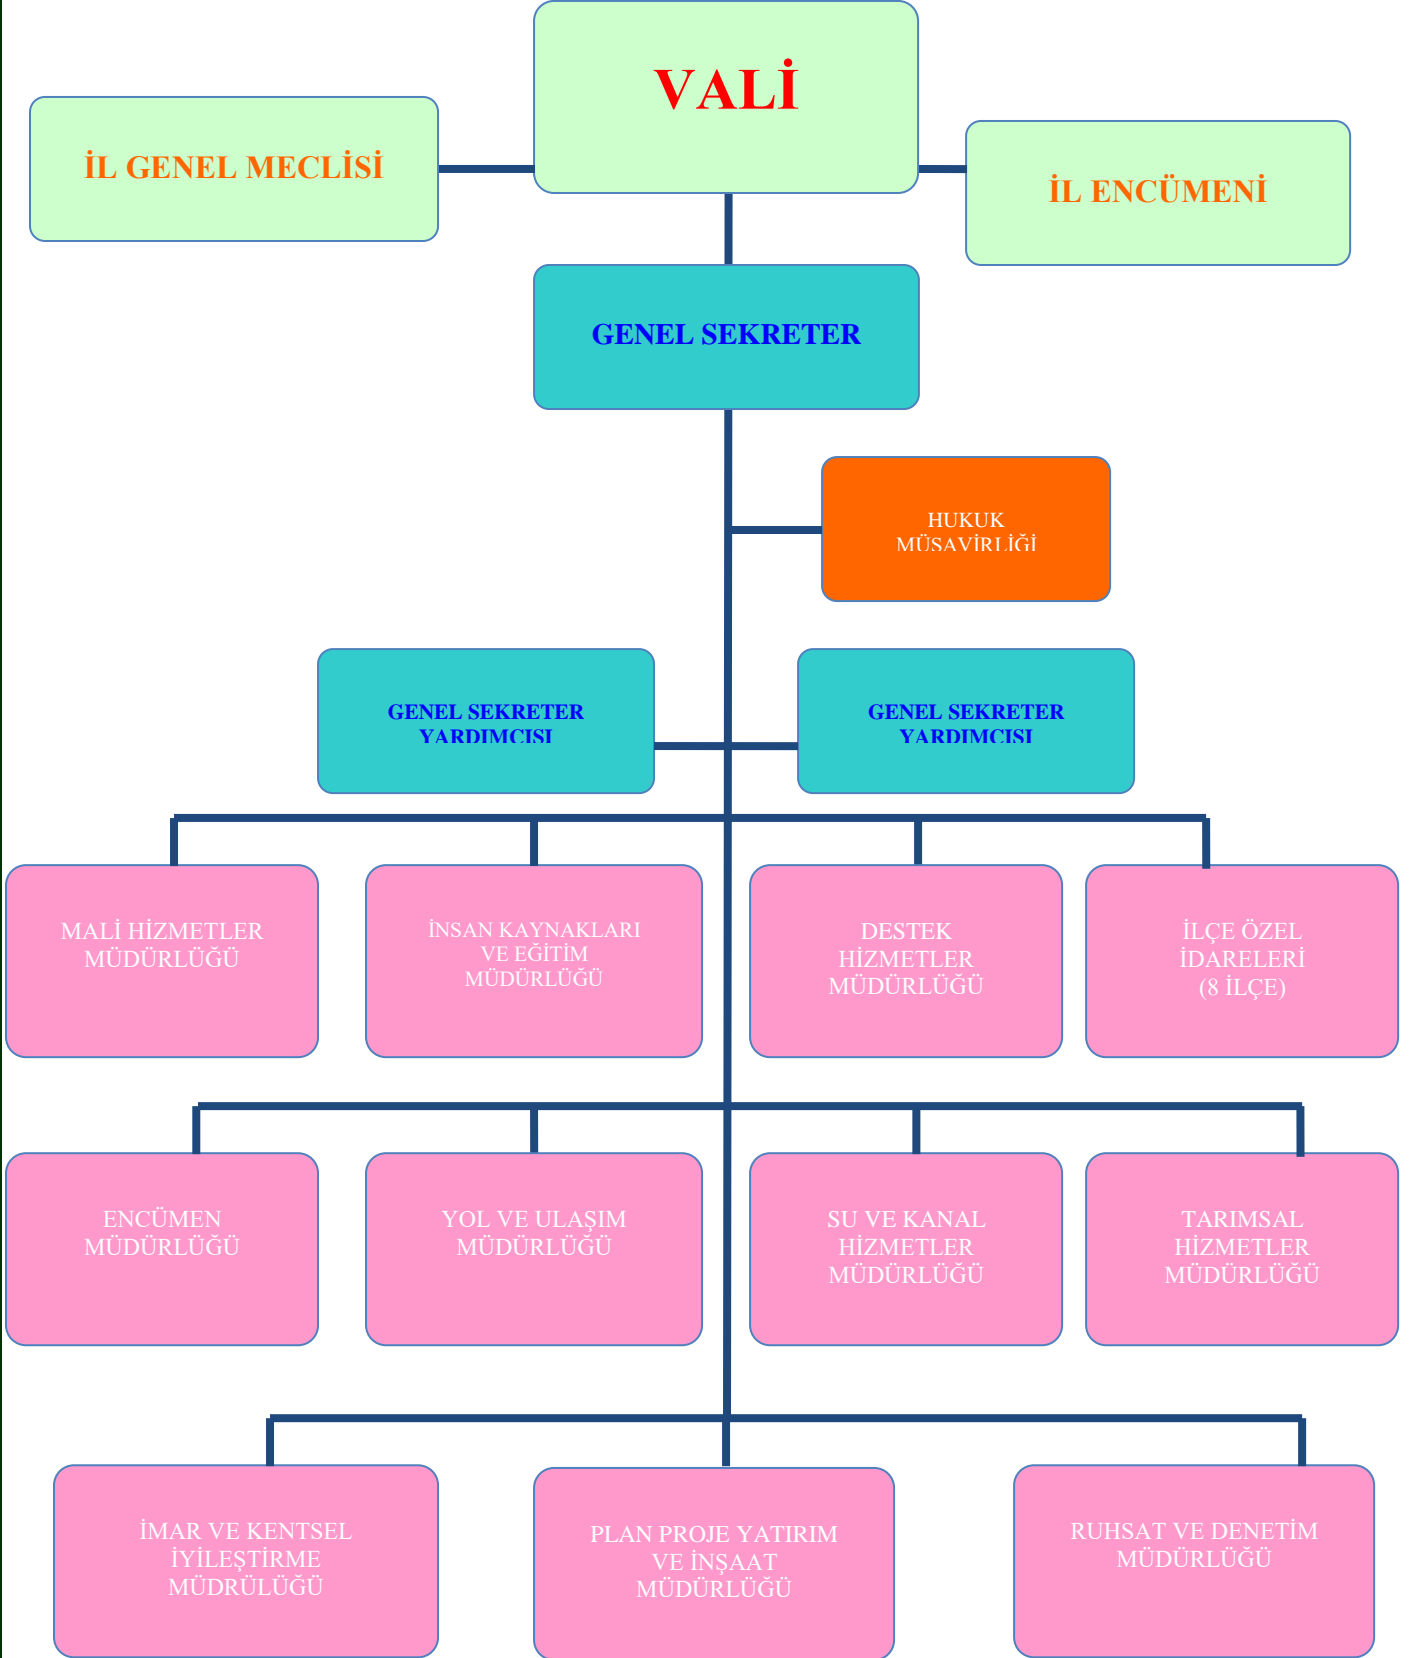 VALİ
İL GENEL MECLİSİ
İL ENCÜMENİ
GENEL SEKRETER
HUKUK
MÜSAVİRLİĞİ
GENEL SEKRETER
YARDIMCISI
GENEL SEKRETER
YARDIMCISI
MALİ HİZMETLER
MÜDÜRLÜĞÜ
İNSAN KAYNAKLARI
VE EĞİTİM
MÜDÜRLÜĞÜ
DESTEK
HİZMETLER
MÜDÜRLÜĞÜ
İLÇE ÖZEL
İDARELERİ
(8 İLÇE)
ENCÜMEN
MÜDÜRLÜĞÜ
YOL VE ULAŞIM
MÜDÜRLÜĞÜ
SU VE KANAL
HİZMETLER
MÜDÜRLÜĞÜ
TARIMSAL
HİZMETLER
MÜDÜRLÜĞÜ
İMAR VE KENTSEL
İYİLEŞTİRME
MÜDRÜLÜĞÜ
PLAN PROJE YATIRIM
VE İNŞAAT
MÜDÜRLÜĞÜ
RUHSAT VE DENETİM
MÜDÜRLÜĞÜ